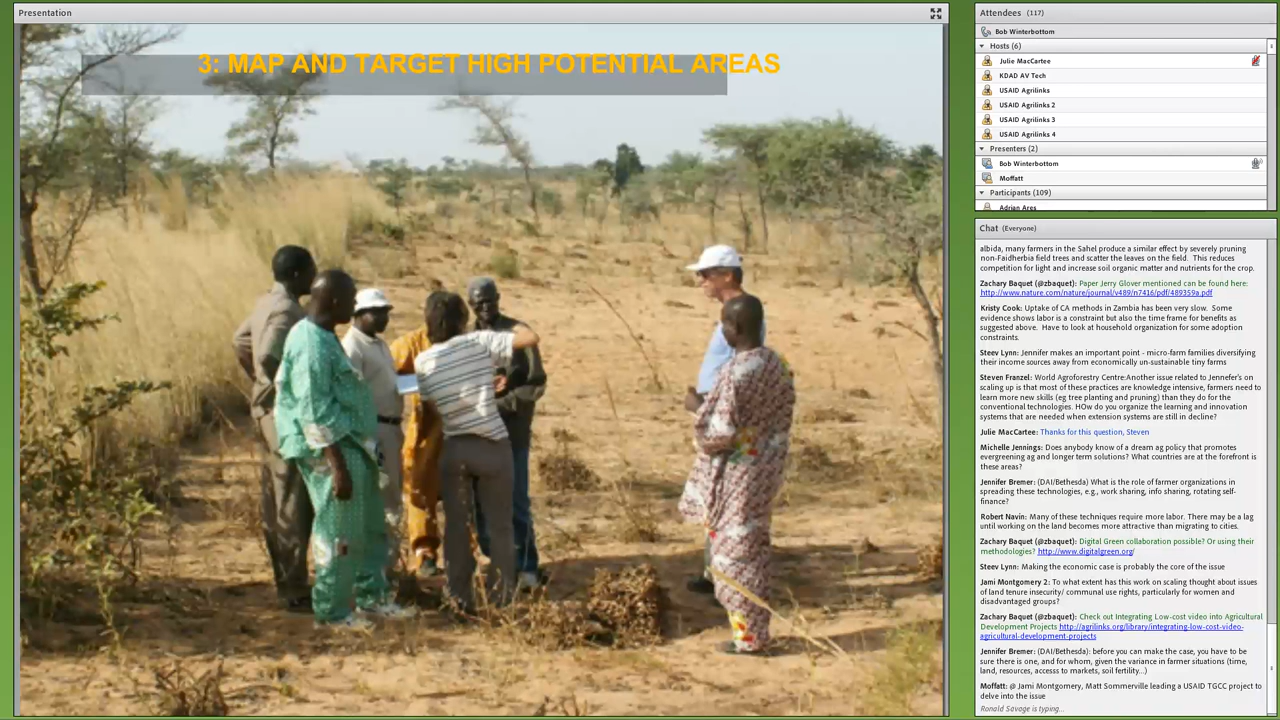 Presentation
3: MAP AND TARGET HIGH POTENTIAL AREAS
Attendees (117)
Bob Winterbottom
Hosts (6)
Julie MacCartee
KDAD AV Tech
USAID Agrilinks
USAID Agrilinks 2
USAID Agrilinks 3
USAID Agrilinks 4
Presenters (2)
Bob Winterbottom
Moffatt
Participants (109)
Adrian Ares
Chat (Everyone)
albida, many farmers in the Sahel produce a similar effect by severely pruning
non-Faidherbia field trees and scatter the leaves on the field. This reduces
competition for light and increase soil organic matter and nutrients for the crop.
Zachary Baquet (@zbaquet): Paper Jerry Glover mentioned can be found here:
http://www.nature.com/nature/journal/v489/n7416/pdf/489359a.pdf
Kristy Cook: Uptake of CA methods in Zambia has been very slow. Some
evidence shows labor is a constraint but also the time frame for benefits as
suggested above. Have to look at household organization for some adoption
constraints.
Steev Lynn: Jennifer makes an important point - micro-farm families diversifying
their income sources away from economically un-sustainable tiny farms
Steven Franzel: World Agroforestry Centre:Another issue related to Jennefer's on
scaling up is that most of these practices are knowledge intensive, farmers need to
learn more new skills (eg tree planting and pruning) than they do for the
conventional technologies. HOw do you organize the learning and innovation
systems that are needed when extension systems are still in decline?
Julie MacCartee: Thanks for this question, Steven
Michelle Jennings: Does anybody know of a dream ag policy that promotes
evergreening ag and longer term solutions? What countries are at the forefront is
these areas?
Jennifer Bremer: (DAI/Bethesda) What is the role of farmer organizations in
spreading these technologies, e.g., work sharing, info sharing, rotating self-
finance?
Robert Navin: Many of these techniques require more labor. There may be a lag
until working on the land becomes more attractive than migrating to cities.
Zachary Baquet (@zbaquet): Digital Green collaboration possible? Or using their
methodologies? http://www.digitalgreen.org/
Steev Lynn: Making the economic case is probably the core of the issue
Jami Montgomery 2: To what extent has this work on scaling thought about issues
of land tenure insecurity/ communal use rights, particularly for women and
disadvantaged groups?
Zachary Baquet (@zbaquet): Check out Integrating Low-cost video into Agricultural
Development Projects http://agrilinks.org/library/integrating-low-cost-video-
agricultural-development-projects
Jennifer Bremer: (DAI/Bethesda): before you can make the case, you have to be
sure there is one, and for whom, given the variance in farmer situations (time,
land, resources, accesss to markets, soil fertility...)
Moffatt: @ Jami Montgomery, Matt Sommerville leading a USAID TGCC project to
delve into the issue
Ronald Savage is typing...